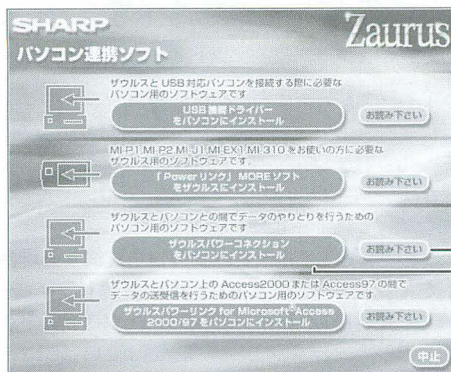 SHARP
Zaurus
パソコン連携ソフト
ザウルスと USB 対応パソコンを接続する際に必要な
パソコン用のソフトウェアです
USB 接続ドライバー
をパソコンにインストール
お読み下さい
MI-P1,MI-P2,MI-J1,MI-EX1,MI-310 をお使いの方に必要な
ザウルス用のソフトウェアです。
「Power リンク」 MORE ソフト
をザウルスにインストール
お読み下さい
ザウルスとパソコンとの間でデータのやりとりを行うための
パソコン用のソフトウェアです
ザウルスパワーコネクション
をパソコンにインストール
お読み下さい
ザウルスとパソコン上の Access2000 または Access97 の間で
データの送受信を行うためのパソコン用のソフトウェアです
ザウルスパワーリンク for Microsoft®Access
2000/97 をパソコンにインストール
お読み下さい
中止